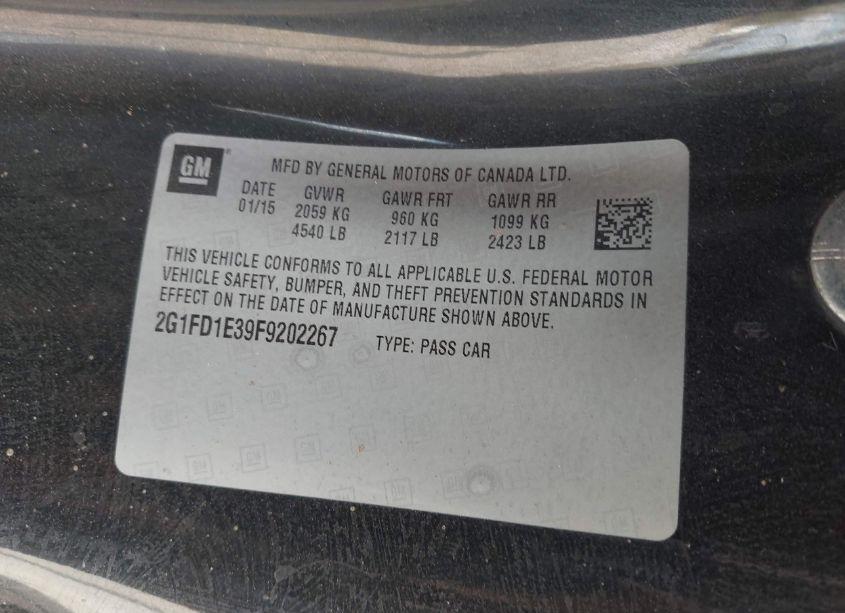 GM
MFD BY GENERAL MOTORS OF CANADA LTD.
DATE GVWR GAWR FRT GAWR RR
01/15 2059 KG 960 KG 1099 KG
4540 LB 2117 LB 2423 LB
THIS VEHICLE CONFORMS TO ALL APPLICABLE U.S. FEDERAL MOTOR
VEHICLE SAFETY, BUMPER, AND THEFT PREVENTION STANDARDS IN
EFFECT ON THE DATE OF MANUFACTURE SHOWN ABOVE.
2G1FD1E39F9202267 TYPE: PASS CAR